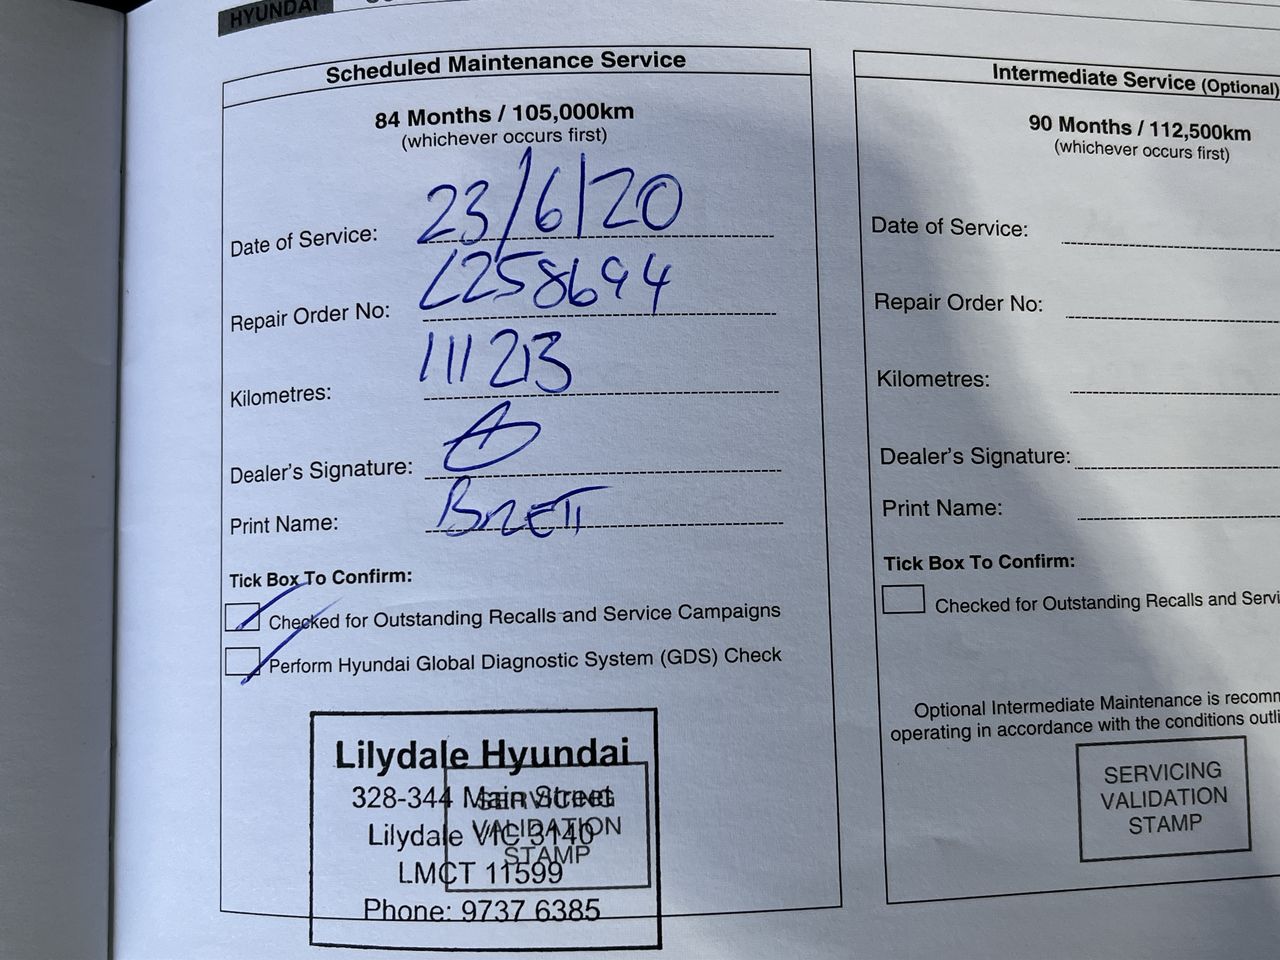 HYUNDAI
Scheduled Maintenance Service
84 Months / 105,000km
(whichever occurs first)
Date of Service: 23/6/20
Repair Order No: L258694
Kilometres: 111213
Dealer's Signature:
Print Name: BRETT
Tick Box To Confirm:
Checked for Outstanding Recalls and Service Campaigns
Perform Hyundai Global Diagnostic System (GDS) Check
Lilydale Hyundai
328-344 Main Street
Lilydale VIC 3140
LMCT 11599
Phone: 9737 6385
SERVICING
VALIDATION
STAMP
Intermediate Service (Optional)
90 Months / 112,500km
(whichever occurs first)
Date of Service:
Repair Order No:
Kilometres:
Dealer's Signature:
Print Name:
Tick Box To Confirm:
Checked for Outstanding Recalls and Servi
Optional Intermediate Maintenance is recomm
operating in accordance with the conditions outli
SERVICING
VALIDATION
STAMP